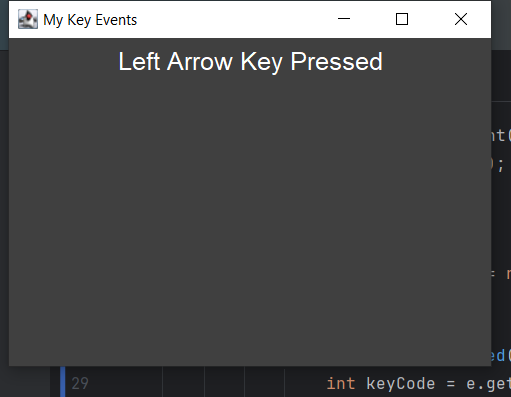 My Key Events
Left Arrow Key Pressed
);
=
29 int keyCode = e.get